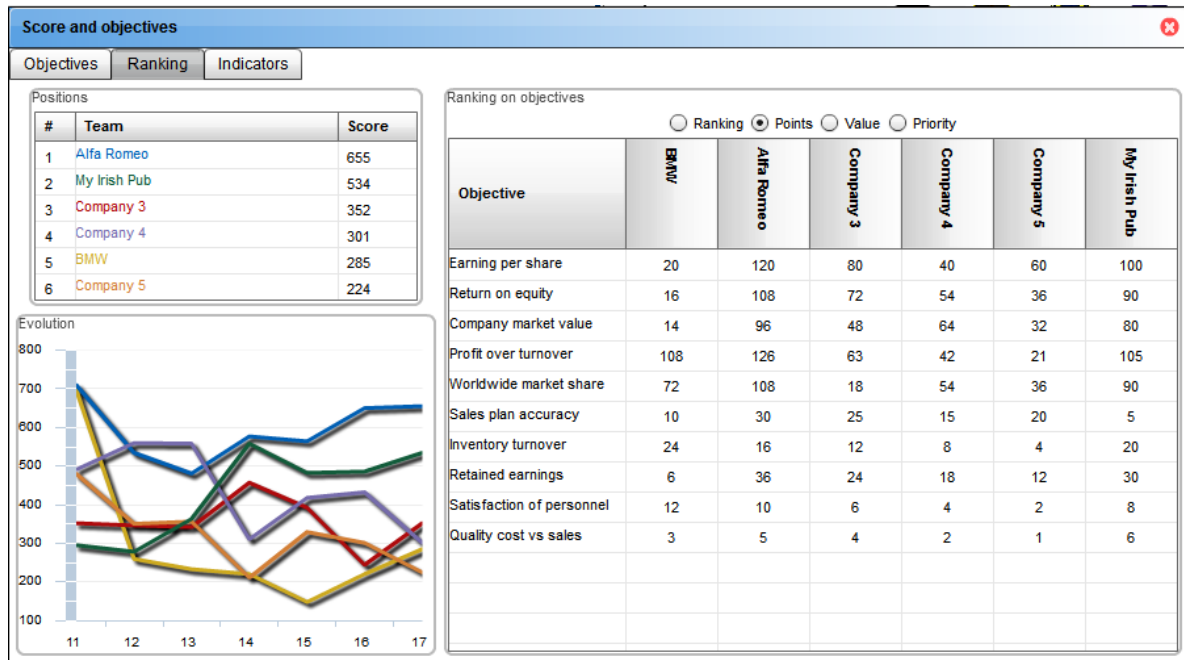 Score and objectives
Objectives Ranking Indicators
Positions
# Team Score
1 Alfa Romeo 655
2 My Irish Pub 534
3 Company 3 352
4 Company 4 301
5 BMW 285
6 Company 5 224
Evolution
800
700
600
500
400
300
200
100
11 12 13 14 15 16 17
Ranking on objectives
Ranking Points Value Priority
Objective BMW Alfa Romeo Company 3 Company 4 Company 5 My Irish Pub
Earning per share 20 120 80 40 60 100
Return on equity 16 108 72 54 36 90
Company market value 14 96 48 64 32 80
Profit over turnover 108 126 63 42 21 105
Worldwide market share 72 108 18 54 36 90
Sales plan accuracy 10 30 25 15 20 5
Inventory turnover 24 16 12 8 4 20
Retained earnings 6 36 24 18 12 30
Satisfaction of personnel 12 10 6 4 2 8
Quality cost vs sales 3 5 4 2 1 6